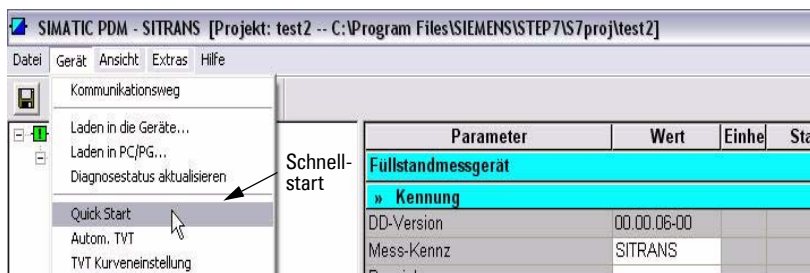 SIMATIC PDM - SITRANS [Projekt: test2 -- C:\Program Files\SIEMENS\STEP7\S7proj\test2]
Datei Gerät Ansicht Extras Hilfe
Kommunikationsweg
Laden in die Geräte...
Laden in PC/PG...
Diagnosestatus aktualisieren
Quick Start
Autom. TVT
TVT Kurveneinstellung
Schnell-
start
Parameter Wert Einhe Sta
Füllstandmessgerät
» Kennung
DD-Version 00.00.06-00
Mess-Kennz SITRANS